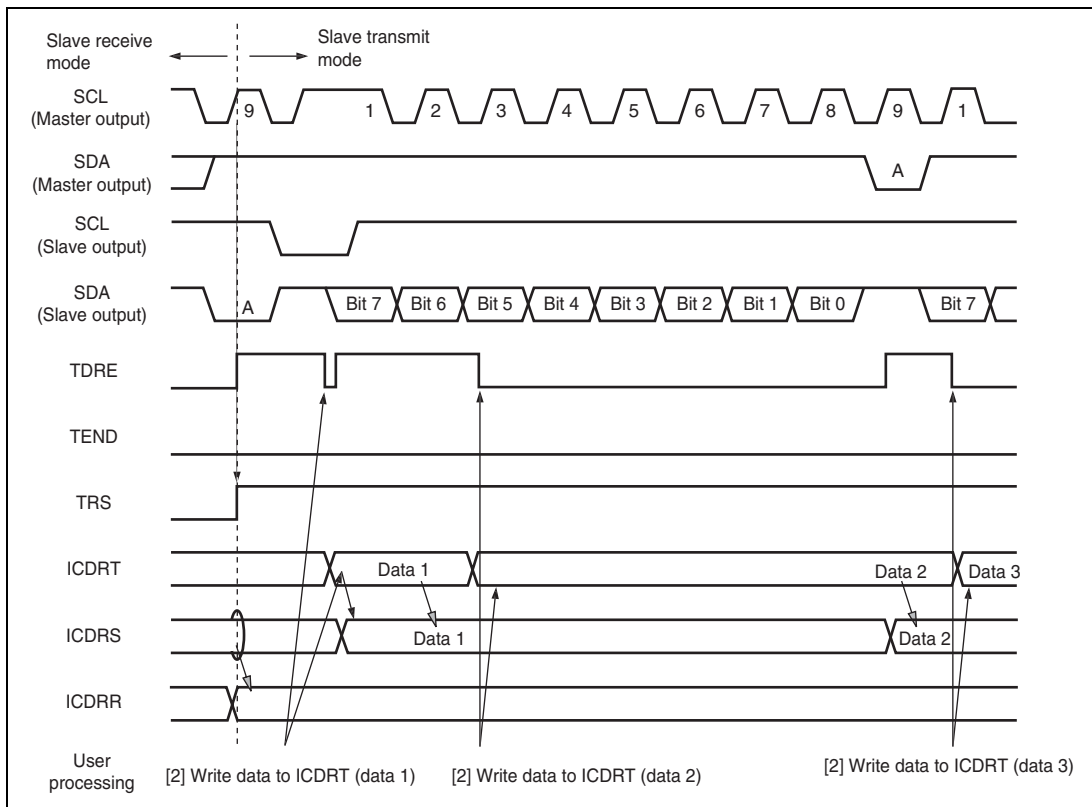 Slave receive
mode
Slave transmit
mode
SCL
(Master output)
9 1 2 3 4 5 6 7 8 9 1
SDA
(Master output)
A
SCL
(Slave output)
SDA
(Slave output)
A Bit 7 Bit 6 Bit 5 Bit 4 Bit 3 Bit 2 Bit 1 Bit 0 Bit 7
TDRE
TEND
TRS
ICDRT
Data 1 Data 2 Data 3
ICDRS
Data 1 Data 2
ICDRR
User
processing
[2] Write data to ICDRT (data 1) [2] Write data to ICDRT (data 2) [2] Write data to ICDRT (data 3)